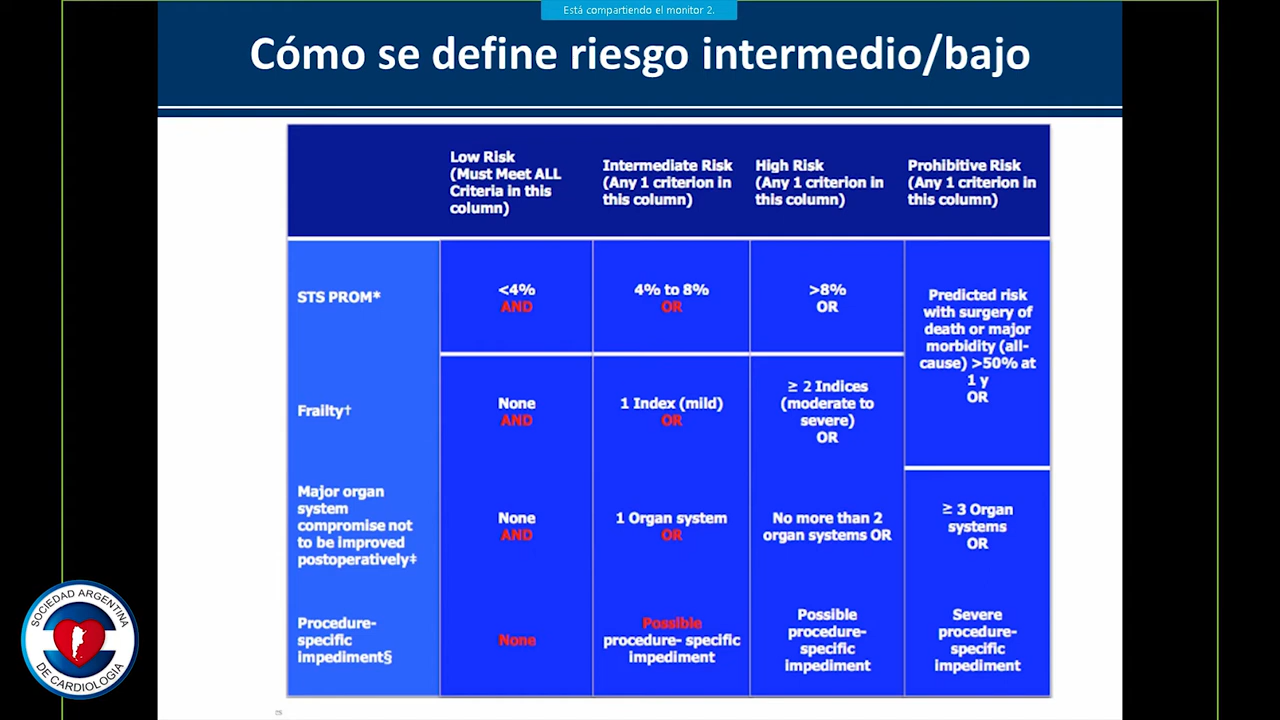 Está compartiendo el monitor 2.
Cómo se define riesgo intermedio/bajo
Low Risk
(Must Meet ALL
Criteria in this
column)
Intermediate Risk
(Any 1 criterion in
this column)
High Risk
(Any 1 criterion in
this column)
Prohibitive Risk
(Any 1 criterion in
this column)
STS PROM*
<4%
AND
4% to 8%
OR
>8%
OR
Predicted risk
with surgery of
death or major
morbidity (all-
cause) >50% at
1 y
OR
Frailty†
None
AND
1 Index (mild)
OR
≥ 2 Indices
(moderate to
severe)
OR
Major organ
system
compromise not
to be improved
postoperatively‡
None
AND
1 Organ system
OR
No more than 2
organ systems OR
≥ 3 Organ
systems
OR
Procedure-
specific
impediment§
None
Possible
procedure- specific
impediment
Possible
procedure-
specific
impediment
Severe
procedure-
specific
impediment
SOCIEDAD ARGENTINA
DE CARDIOLOGÍA